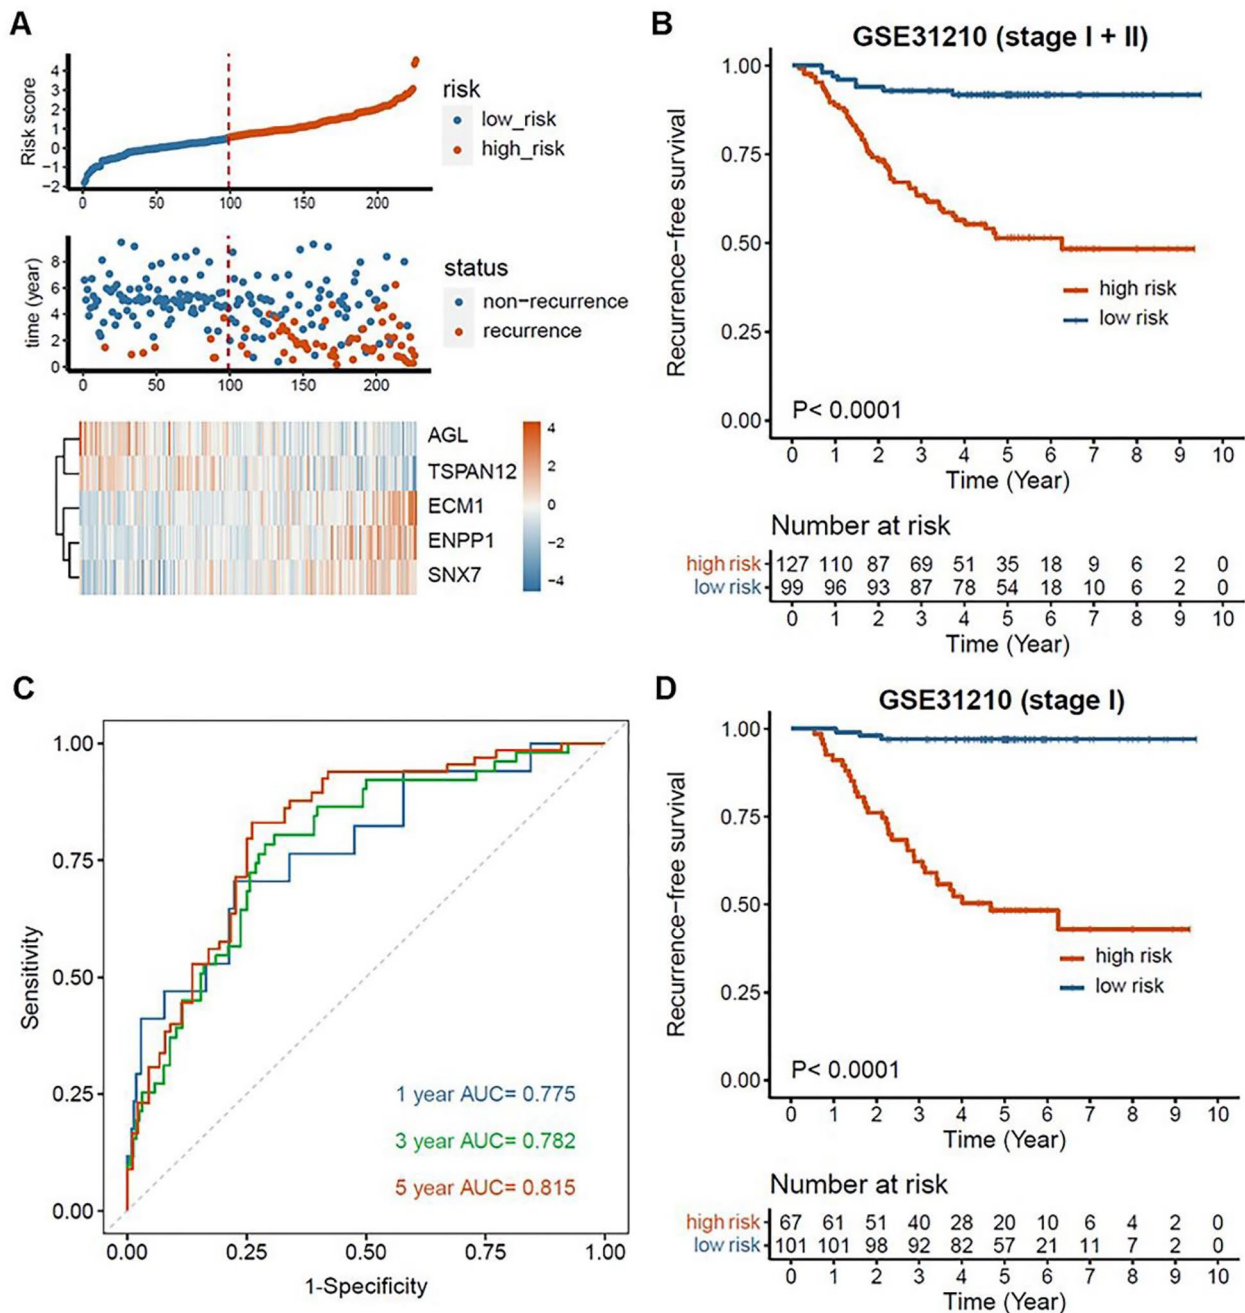 A
Risk score
4
3
2
1
0
−1
−2
0 50 100 150 200
risk
low_risk
high_risk
time (year)
8
6
4
2
0
0 50 100 150 200
status
non-recurrence
recurrence
AGL
TSPAN12
ECM1
ENPP1
SNX7
4
2
0
−2
−4
B
GSE31210 (stage I + II)
Recurrence−free survival
1.00
0.75
0.50
0.25
0.00
high risk
low risk
P< 0.0001
0 1 2 3 4 5 6 7 8 9 10
Time (Year)
Number at risk
high risk 127 110 87 69 51 35 18 9 6 2 0
low risk 99 96 93 87 78 54 18 10 6 2 0
0 1 2 3 4 5 6 7 8 9 10
Time (Year)
C
Sensitivity
1.00
0.75
0.50
0.25
0.00
1 year AUC= 0.775
3 year AUC= 0.782
5 year AUC= 0.815
0.00 0.25 0.50 0.75 1.00
1-Specificity
D
GSE31210 (stage I)
Recurrence−free survival
1.00
0.75
0.50
0.25
0.00
high risk
low risk
P< 0.0001
0 1 2 3 4 5 6 7 8 9 10
Time (Year)
Number at risk
high risk 67 61 51 40 28 20 10 6 4 2 0
low risk 101 101 98 92 82 57 21 11 7 2 0
0 1 2 3 4 5 6 7 8 9 10
Time (Year)